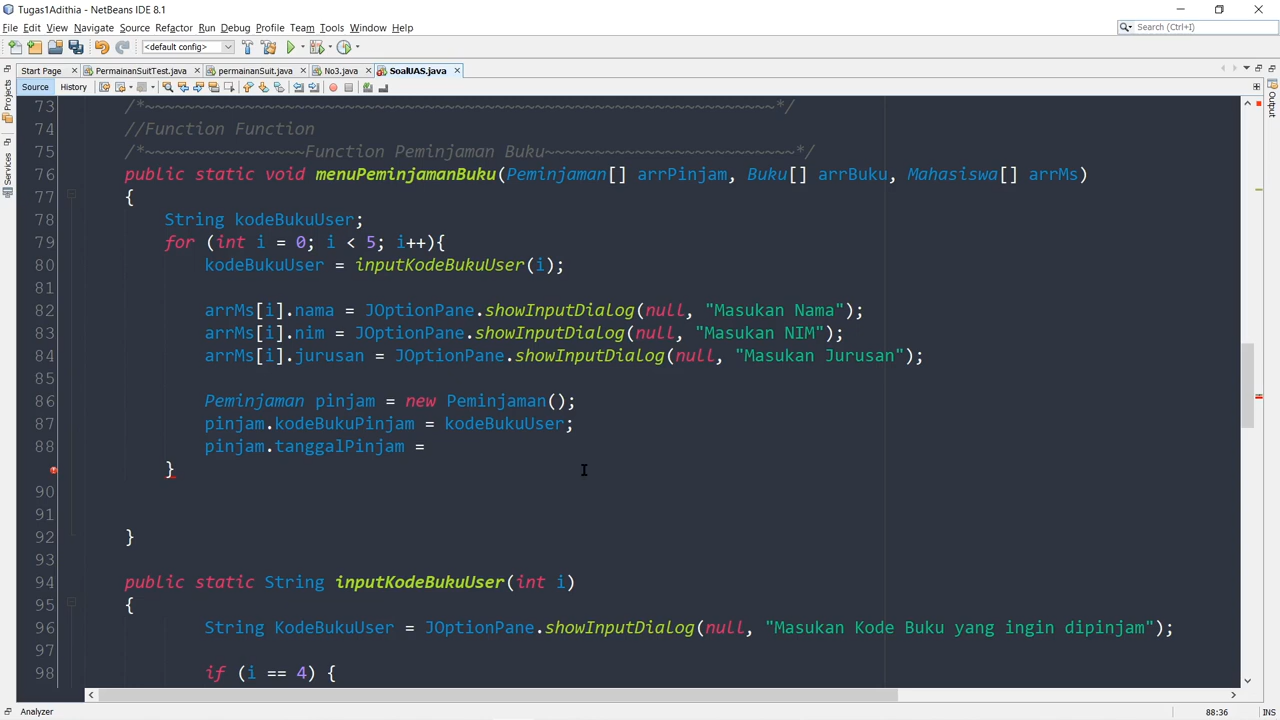 Tugas1Adithia - NetBeans IDE 8.1
File Edit View Navigate Source Refactor Run Debug Profile Team Tools Window Help
Search (Ctrl+I)
<default config>
Start Page PermainanSuitTest.java permainanSuit.java No3.java SoalUAS.java
Source History
Projects
Services
Output
73 /*~~~~~~~~~~~~~~~~~~~~~~~~~~~~~~~~~~~~~~~~~~~~~~~~~~~~~~~~~~~~~~~*/
74 //Function Function
75 /*~~~~~~~~~~~~~~~~Function Peminjaman Buku~~~~~~~~~~~~~~~~~~~~~~~~~*/
76 public static void menuPeminjamanBuku(Peminjaman[] arrPinjam, Buku[] arrBuku, Mahasiswa[] arrMs)
77 {
78 String kodeBukuUser;
79 for (int i = 0; i < 5; i++){
80 kodeBukuUser = inputKodeBukuUser(i);
81
82 arrMs[i].nama = JOptionPane.showInputDialog(null, "Masukan Nama");
83 arrMs[i].nim = JOptionPane.showInputDialog(null, "Masukan NIM");
84 arrMs[i].jurusan = JOptionPane.showInputDialog(null, "Masukan Jurusan");
85
86 Peminjaman pinjam = new Peminjaman();
87 pinjam.kodeBukuPinjam = kodeBukuUser;
88 pinjam.tanggalPinjam =
}
90
91
92 }
93
94 public static String inputKodeBukuUser(int i)
95 {
96 String KodeBukuUser = JOptionPane.showInputDialog(null, "Masukan Kode Buku yang ingin dipinjam");
97
98 if (i == 4) {
Analyzer
88:36 INS